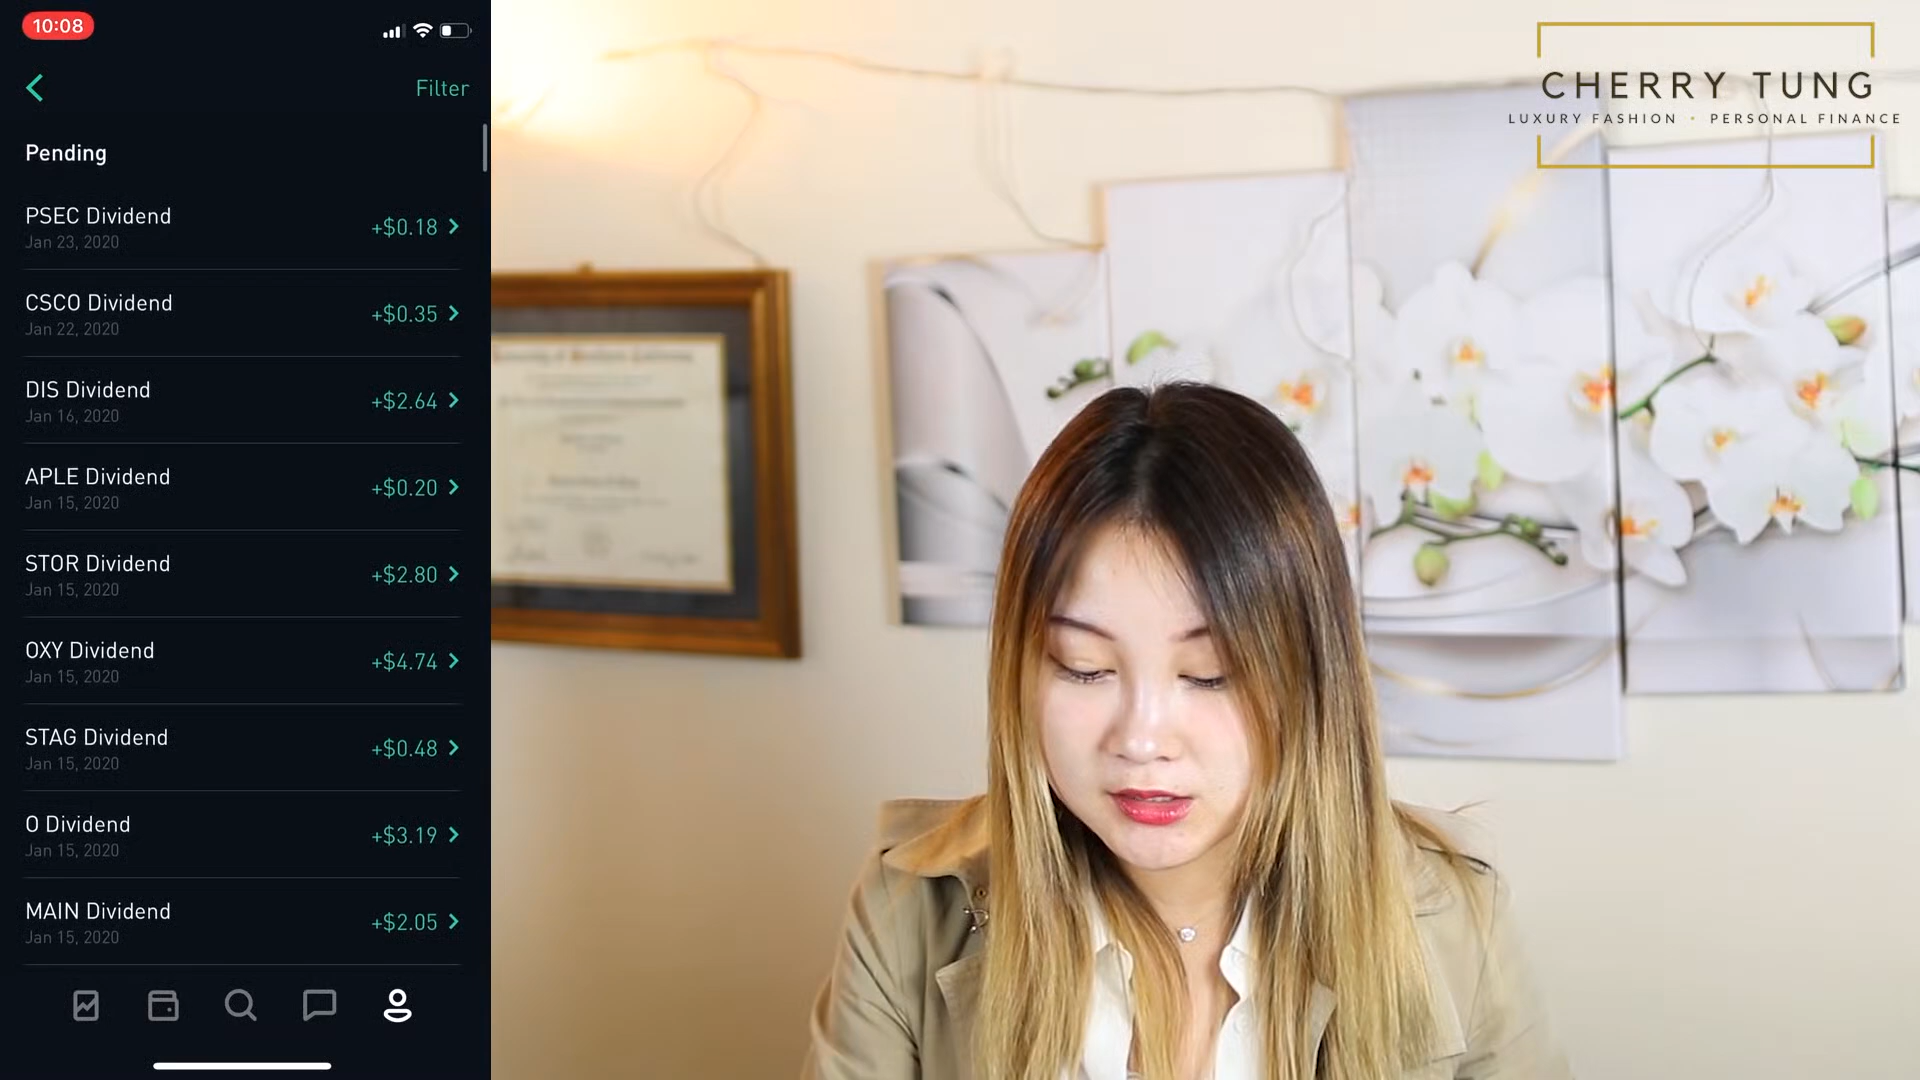 10:08
Filter
Pending
PSEC Dividend
Jan 23, 2020
+$0.18
CSCO Dividend
Jan 22, 2020
+$0.35
DIS Dividend
Jan 16, 2020
+$2.64
APLE Dividend
Jan 15, 2020
+$0.20
STOR Dividend
Jan 15, 2020
+$2.80
OXY Dividend
Jan 15, 2020
+$4.74
STAG Dividend
Jan 15, 2020
+$0.48
O Dividend
Jan 15, 2020
+$3.19
MAIN Dividend
Jan 15, 2020
+$2.05
CHERRY TUNG
LUXURY FASHION • PERSONAL FINANCE